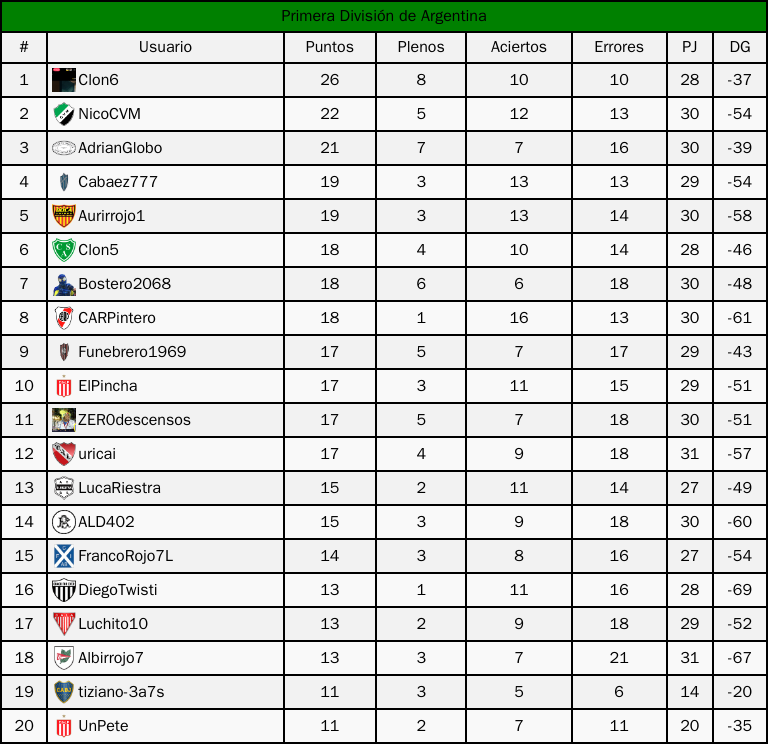 Primera División de Argentina
# Usuario Puntos Plenos Aciertos Errores PJ DG
1 Clon6 26 8 10 10 28 -37
2 NicoCVM 22 5 12 13 30 -54
3 AdrianGlobo 21 7 7 16 30 -39
4 Cabaez777 19 3 13 13 29 -54
5 Aurirrojo1 19 3 13 14 30 -58
6 Clon5 18 4 10 14 28 -46
7 Bostero2068 18 6 6 18 30 -48
8 CARPintero 18 1 16 13 30 -61
9 Funebrero1969 17 5 7 17 29 -43
10 ElPincha 17 3 11 15 29 -51
11 ZER0descensos 17 5 7 18 30 -51
12 uricai 17 4 9 18 31 -57
13 LucaRiestra 15 2 11 14 27 -49
14 ALD402 15 3 9 18 30 -60
15 FrancoRojo7L 14 3 8 16 27 -54
16 DiegoTwisti 13 1 11 16 28 -69
17 Luchito10 13 2 9 18 29 -52
18 Albirrojo7 13 3 7 21 31 -67
19 tiziano-3a7s 11 3 5 6 14 -20
20 UnPete 11 2 7 11 20 -35